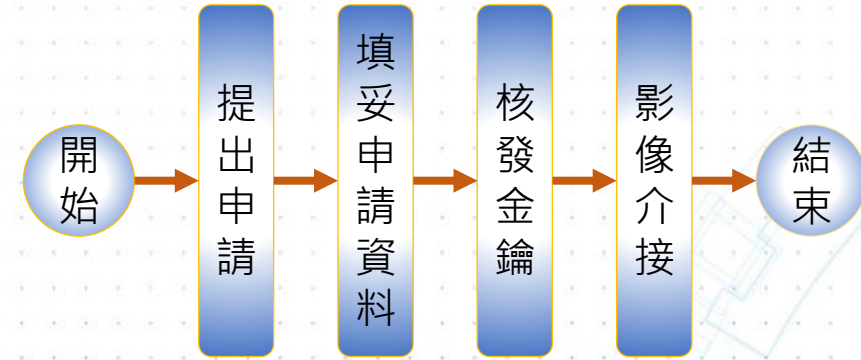 開始
提出申請
填妥申請資料
核發金鑰
影像介接
結束